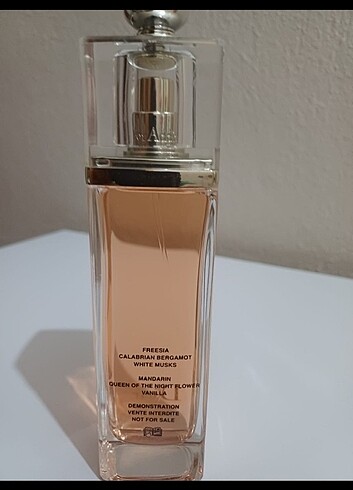 FREESIA
CALABRIAN BERGAMOT
WHITE MUSKS
MANDARIN
QUEEN OF THE NIGHT FLOWER
VANILLA
DEMONSTRATION
VENTE INTERDITE
NOT FOR SALE